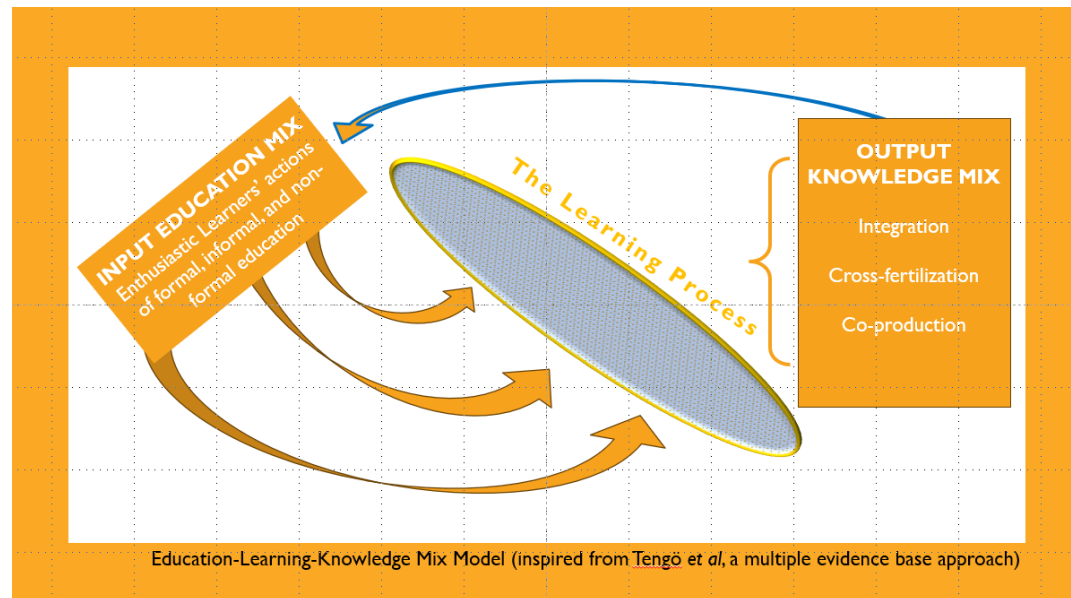 INPUT EDUCATION MIX
Enthusiastic Learners’ actions
of formal, informal, and non-
formal education
The Learning Process
OUTPUT
KNOWLEDGE MIX
Integration
Cross-fertilization
Co-production
Education-Learning-Knowledge Mix Model (inspired from Tengö et al, a multiple evidence base approach)